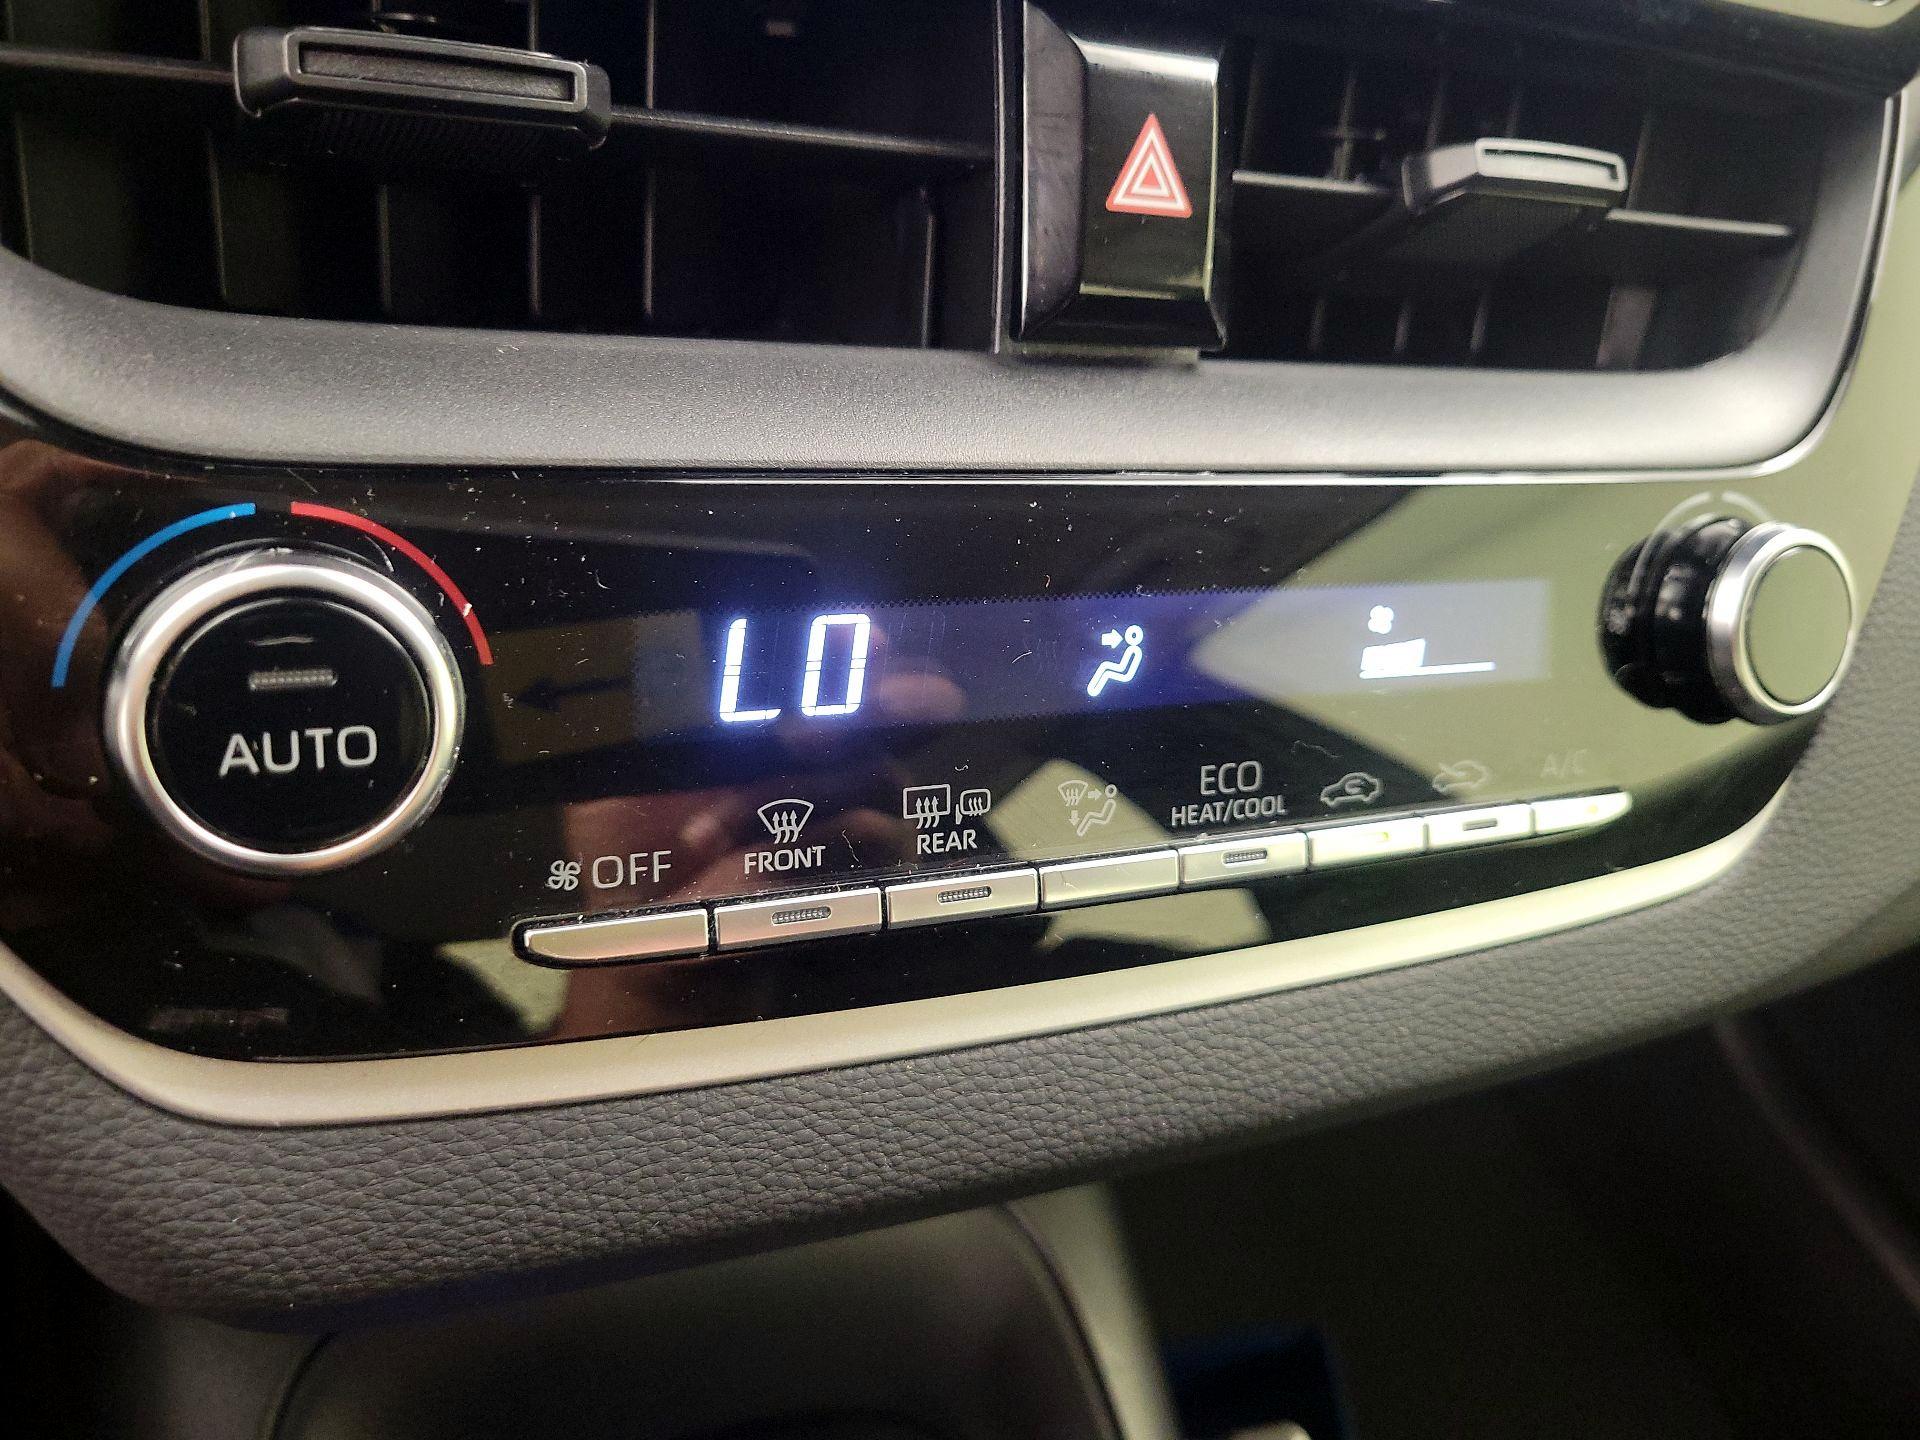 LO
AUTO
OFF
FRONT
REAR
ECO
HEAT/COOL
A/C